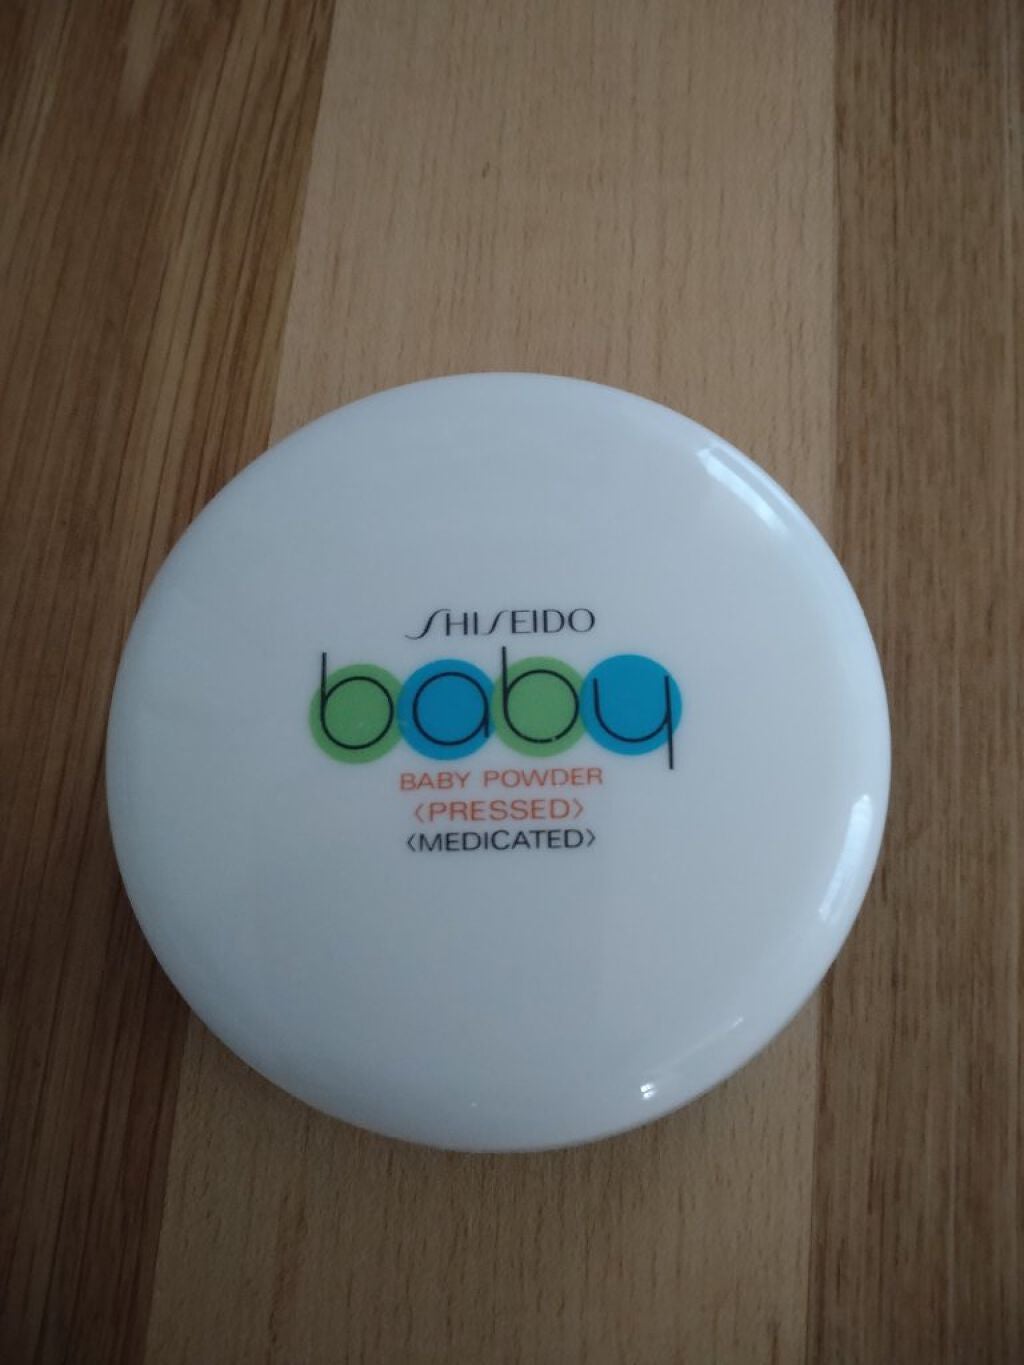 SHISEIDO
baby
BABY POWDER
〈PRESSED〉
〈MEDICATED〉